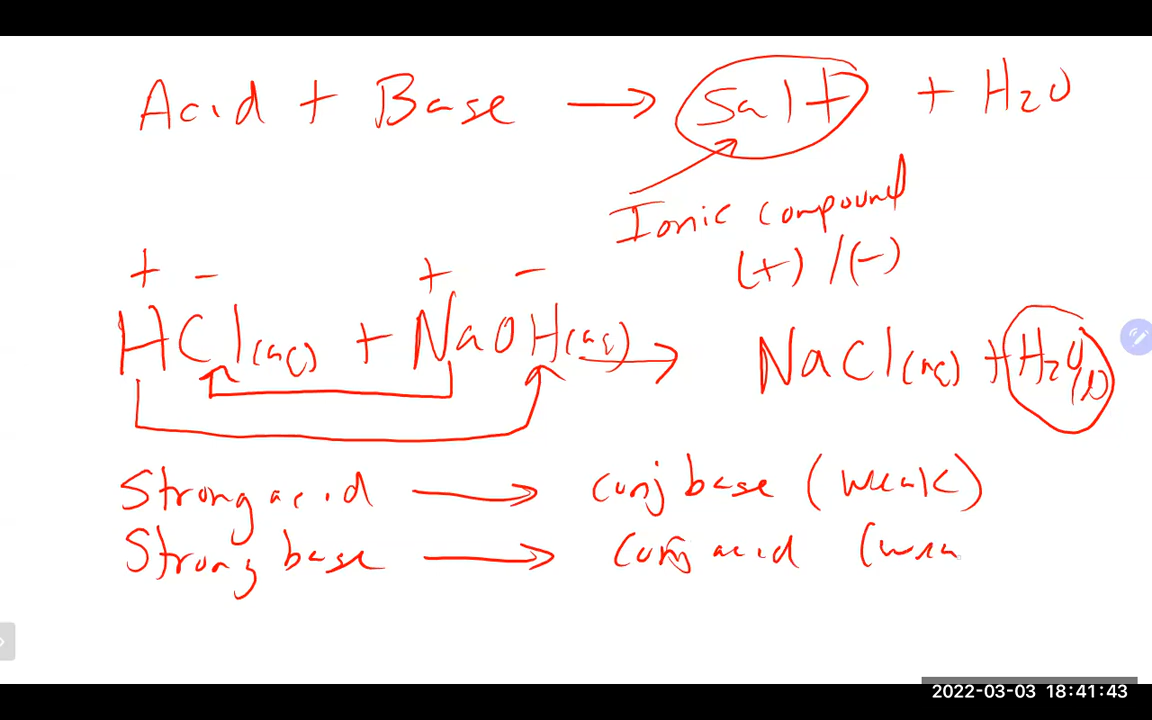 Acid + Base → Salt + H2O
Ionic compound
(+) / (-)
+ - + -
HCl(aq) + NaOH(aq) → NaCl(aq) + H2O(l)
Strong acid → conj base (weak)
Strong base → conj acid (wea
2022-03-03 18:41:43